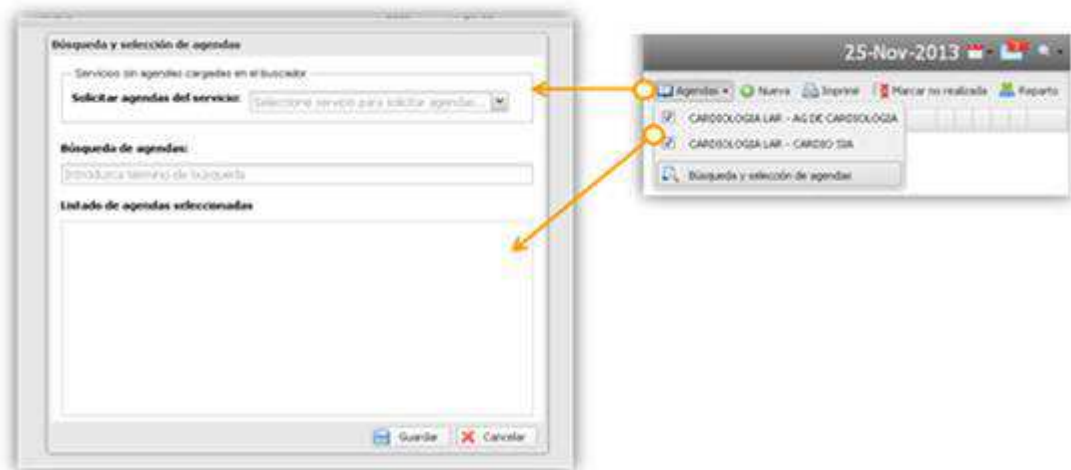 Búsqueda y selección de agendas
Servicios sin agendas cargadas en el buscador
Solicitar agendas del servicio:
Seleccione servicio para solicitar agendas...
Búsqueda de agendas:
Introduzca término de búsqueda
Listado de agendas seleccionadas
Guardar
Cancelar
25-Nov-2013
Agendas
Nueva
Imprimir
Marcar no realizada
Reparto
CARDIOLOGIA LAR - AG DE CARDIOLOGIA
CARDIOLOGIA LAR - CARDIO SIA
Búsqueda y selección de agendas